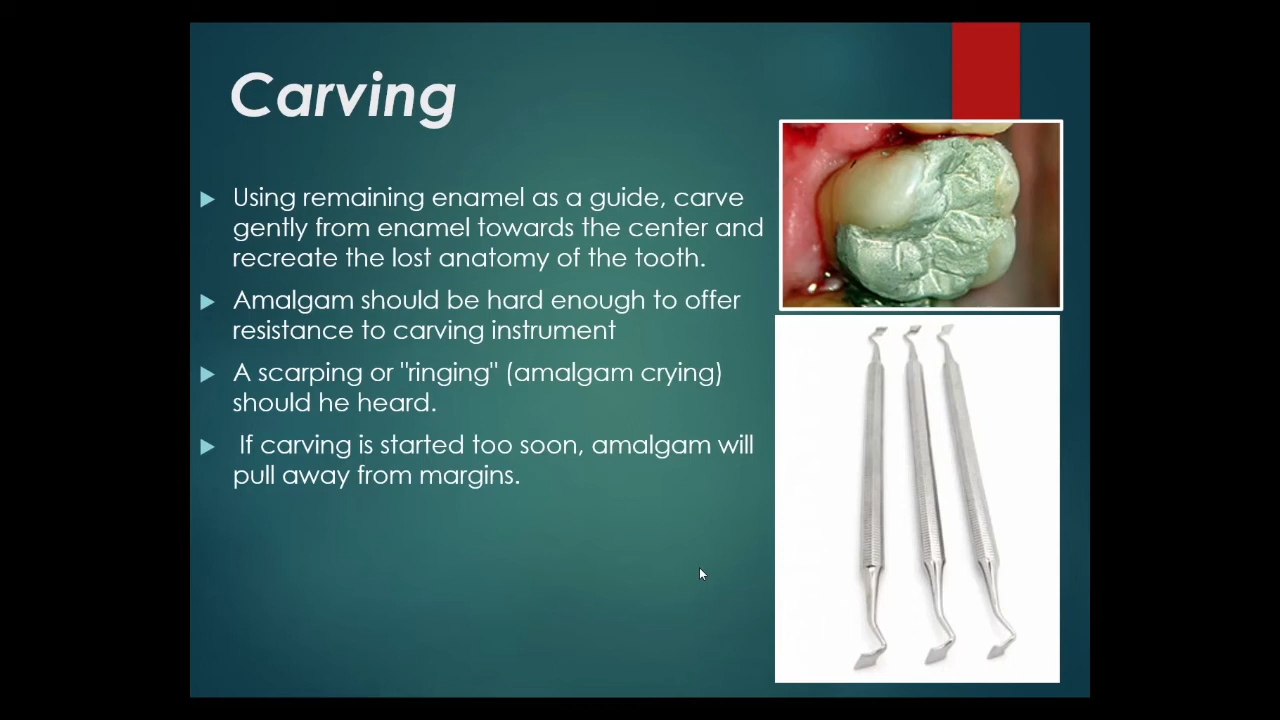 Carving
Using remaining enamel as a guide, carve
gently from enamel towards the center and
recreate the lost anatomy of the tooth.
Amalgam should be hard enough to offer
resistance to carving instrument
A scarping or "ringing" (amalgam crying)
should he heard.
If carving is started too soon, amalgam will
pull away from margins.